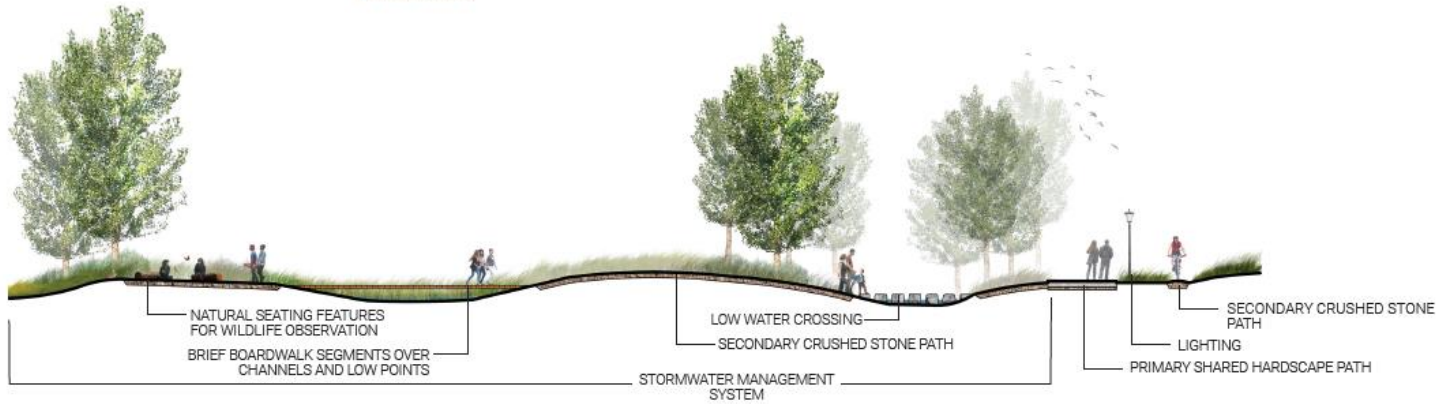 NATURAL SEATING FEATURES
FOR WILDLIFE OBSERVATION
BRIEF BOARDWALK SEGMENTS OVER
CHANNELS AND LOW POINTS
LOW WATER CROSSING
SECONDARY CRUSHED STONE PATH
STORMWATER MANAGEMENT
SYSTEM
SECONDARY CRUSHED STONE
PATH
LIGHTING
PRIMARY SHARED HARDSCAPE PATH